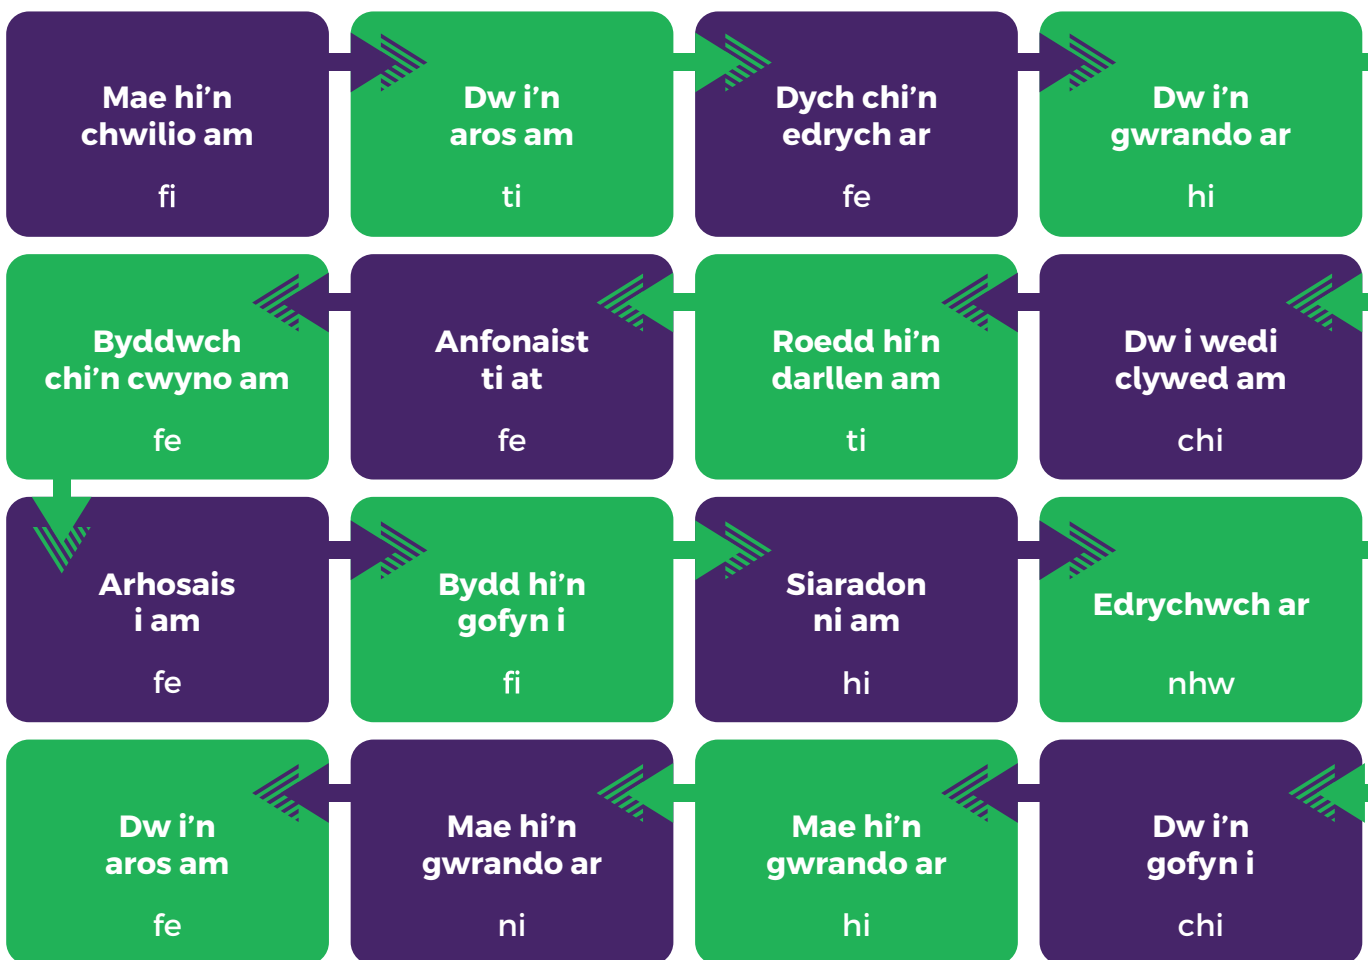 Mae hi’n
chwilio am
fi
Dw i’n
aros am
ti
Dych chi’n
edrych ar
fe
Dw i’n
gwrando ar
hi
Byddwch
chi’n cwyno am
fe
Anfonaist
ti at
fe
Roedd hi’n
darllen am
ti
Dw i wedi
clywed am
chi
Arhosais
i am
fe
Bydd hi’n
gofyn i
fi
Siaradon
ni am
hi
Edrychwch ar
nhw
Dw i’n
aros am
fe
Mae hi’n
gwrando ar
ni
Mae hi’n
gwrando ar
hi
Dw i’n
gofyn i
chi